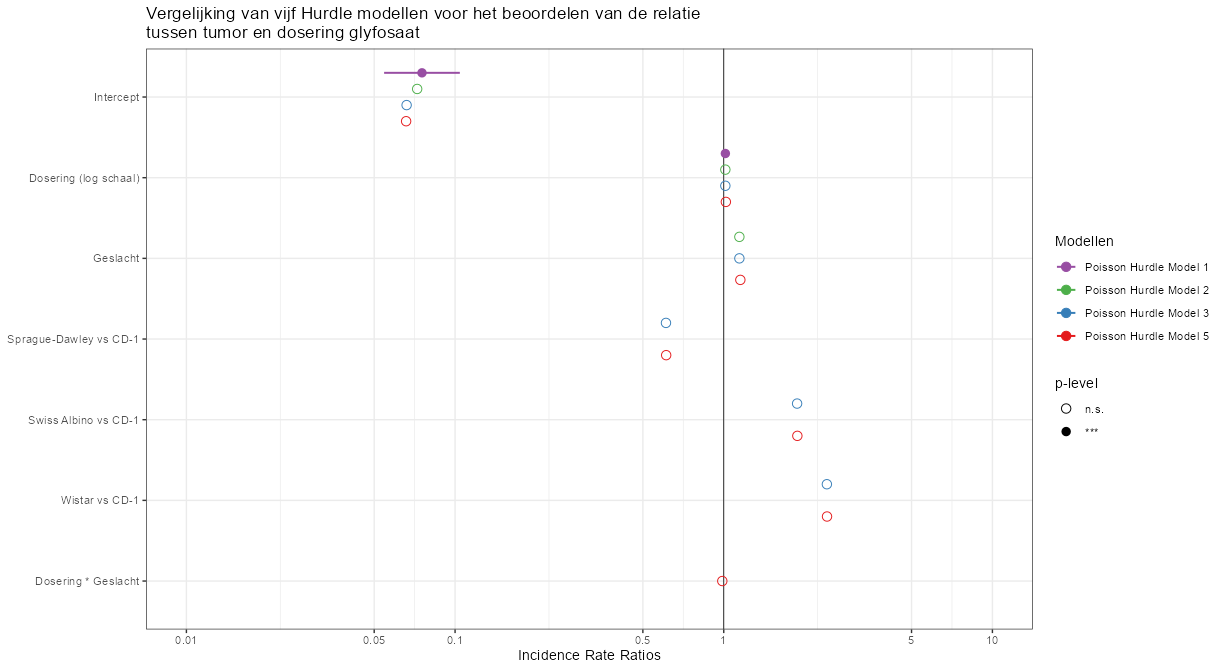 Vergelijking van vijf Hurdle modellen voor het beoordelen van de relatie
tussen tumor en dosering glyfosaat
Intercept
Dosering (log schaal)
Geslacht
Sprague-Dawley vs CD-1
Swiss Albino vs CD-1
Wistar vs CD-1
Dosering * Geslacht
0.01 0.05 0.1 0.5 1 5 10
Incidence Rate Ratios
Modellen
Poisson Hurdle Model 1
Poisson Hurdle Model 2
Poisson Hurdle Model 3
Poisson Hurdle Model 5
p-level
n.s.
***